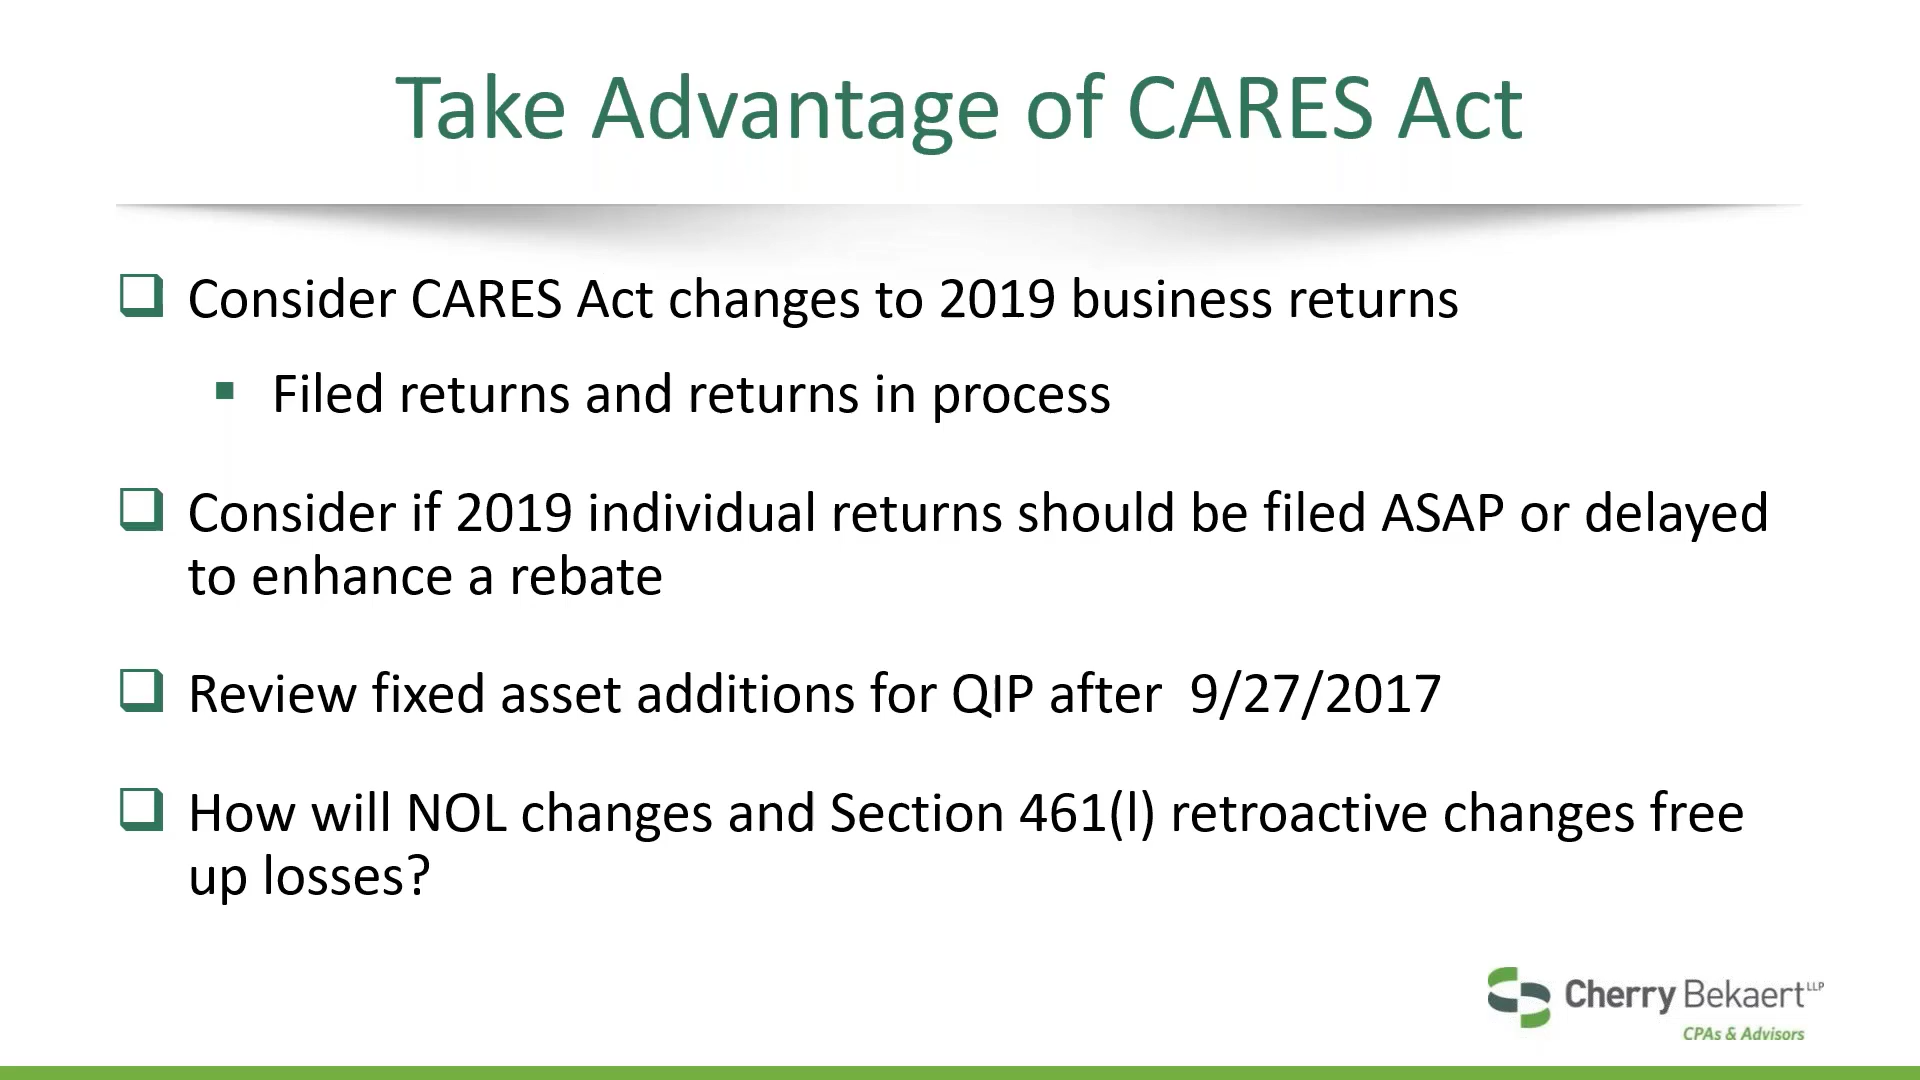 Take Advantage of CARES Act
Consider CARES Act changes to 2019 business returns
Filed returns and returns in process
Consider if 2019 individual returns should be filed ASAP or delayed
to enhance a rebate
Review fixed asset additions for QIP after  9/27/2017
How will NOL changes and Section 461(l) retroactive changes free
up losses?
Cherry Bekaert LLP
CPAs & Advisors